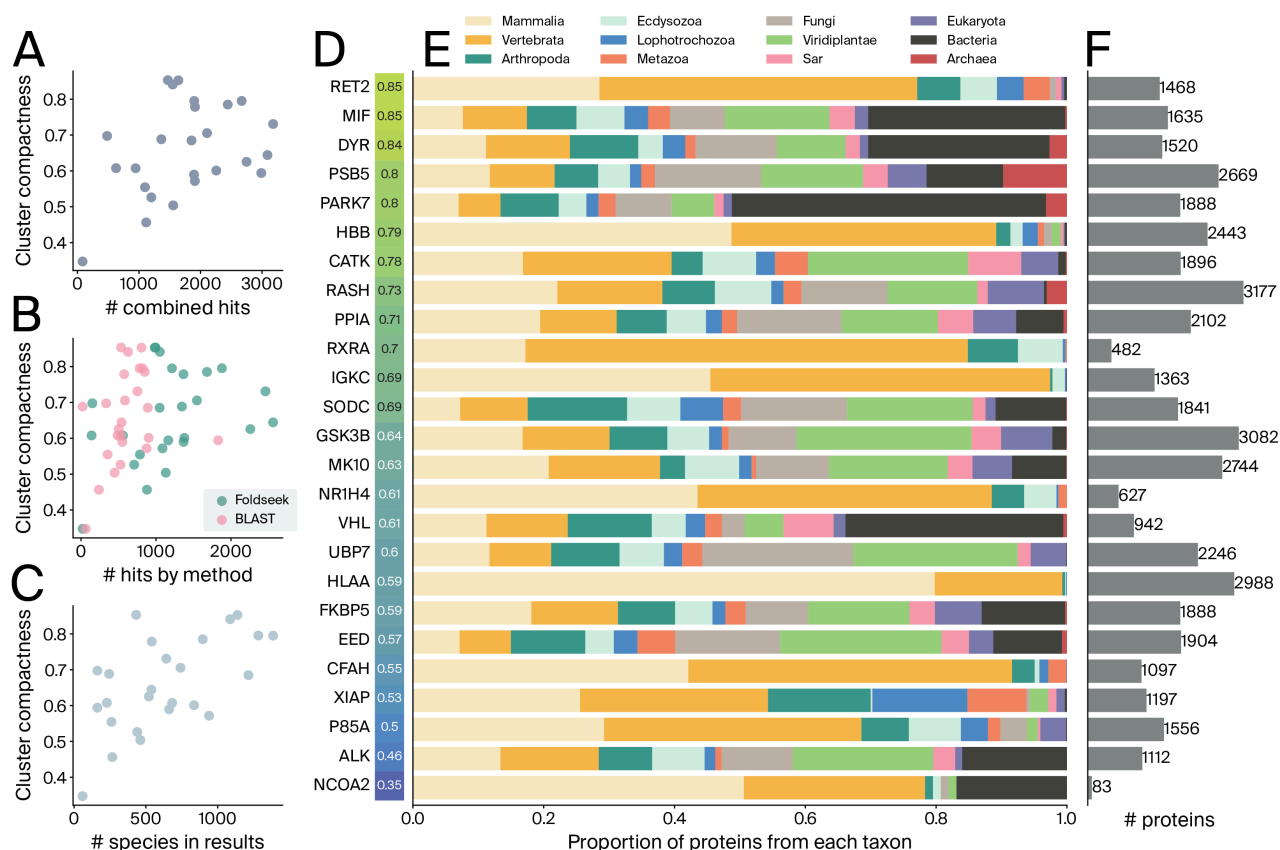 A
Cluster compactness
0.8
0.7
0.6
0.5
0.4
0
1000
2000
3000
# combined hits
B
Cluster compactness
0.8
0.7
0.6
0.5
0.4
Foldseek
BLAST
0
1000
2000
# hits by method
C
Cluster compactness
0.8
0.7
0.6
0.5
0.4
0
500
1000
# species in results
D
E
Mammalia
Ecdysozoa
Fungi
Eukaryota
Vertebrata
Lophotrochozoa
Viridiplantae
Bacteria
Arthropoda
Metazoa
Sar
Archaea
F
RET2 0.85 1468
MIF 0.85 1635
DYR 0.84 1520
PSB5 0.8 2669
PARK7 0.8 1888
HBB 0.79 2443
CATK 0.78 1896
RASH 0.73 3177
PPIA 0.71 2102
RXRA 0.7 482
IGKC 0.69 1363
SODC 0.69 1841
GSK3B 0.64 3082
MK10 0.63 2744
NR1H4 0.61 627
VHL 0.61 942
UBP7 0.6 2246
HLAA 0.59 2988
FKBP5 0.59 1888
EED 0.57 1904
CFAH 0.55 1097
XIAP 0.53 1197
P85A 0.5 1556
ALK 0.46 1112
NCOA2 0.35 83
0.0
0.2
0.4
0.6
0.8
1.0
Proportion of proteins from each taxon
# proteins